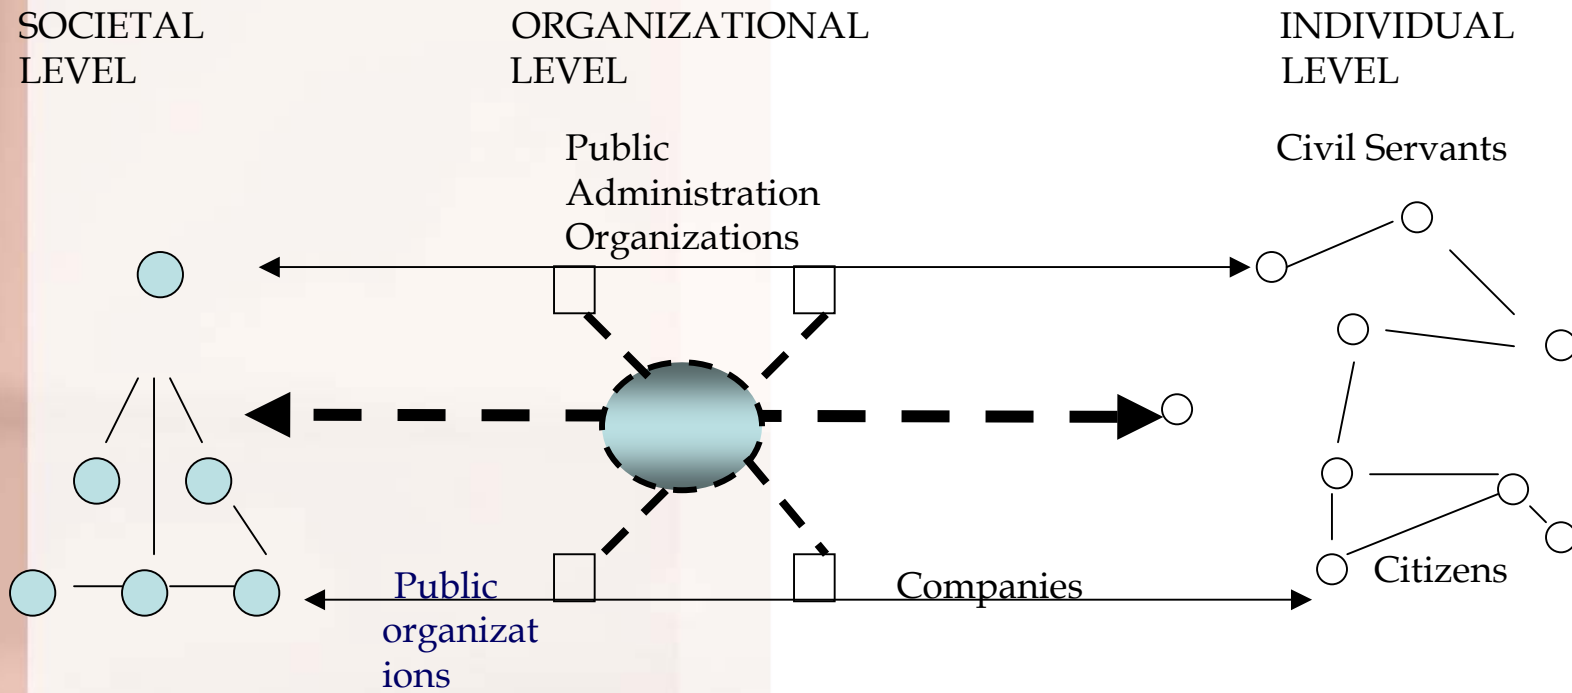 SOCIETAL
LEVEL
ORGANIZATIONAL
LEVEL
INDIVIDUAL
LEVEL
Public
Administration
Organizations
Civil Servants
Public
organizat
ions
Companies
Citizens